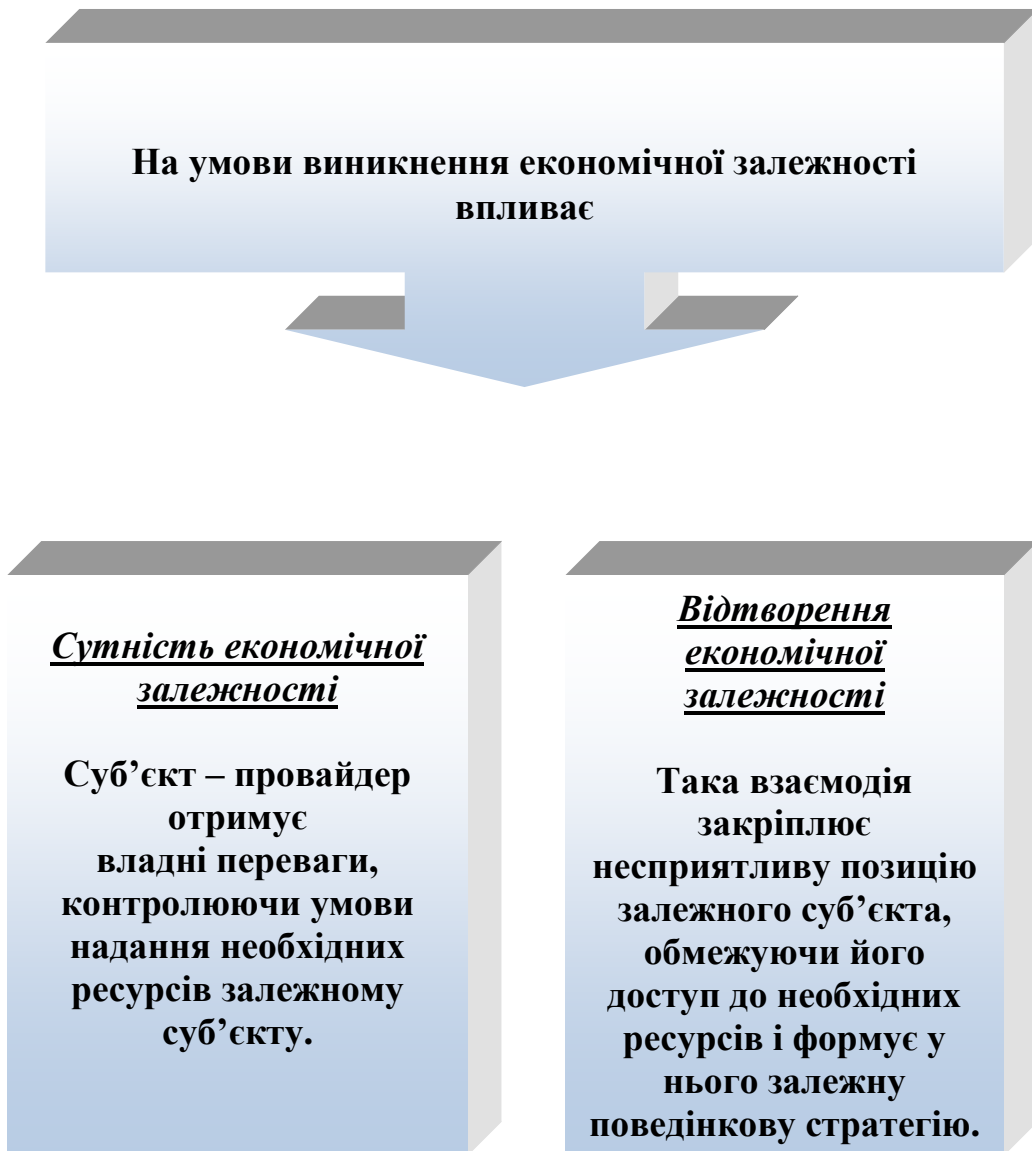 На умови виникнення економічної залежності
впливає
Сутність економічної
залежності
Суб’єкт – провайдер
отримує
владні переваги,
контролюючи умови
надання необхідних
ресурсів залежному
суб’єкту.
Відтворення
економічної
залежності
Така взаємодія
закріплює
несприятливу позицію
залежного суб’єкта,
обмежуючи його
доступ до необхідних
ресурсів і формує у
нього залежну
поведінкову стратегію.